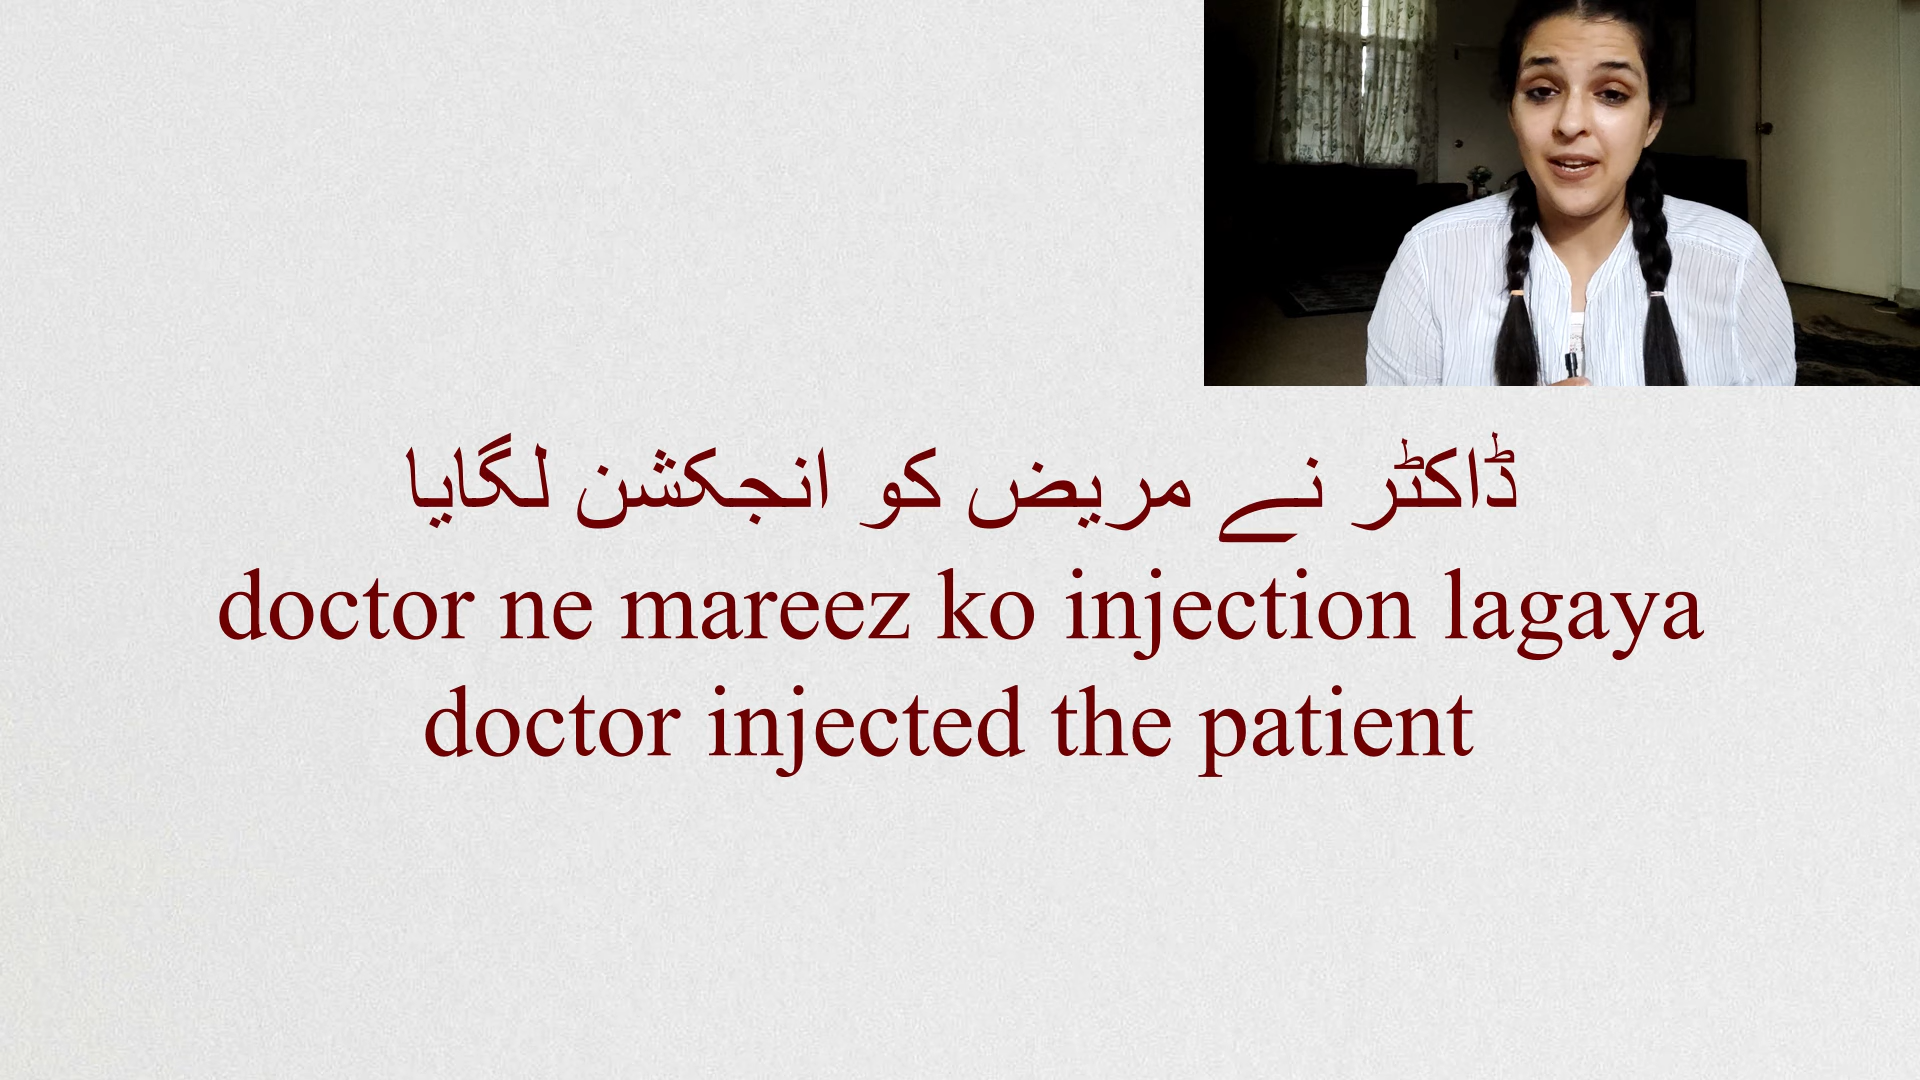 ڈاکٹر نے مریض کو انجکشن لگایا
doctor ne mareez ko injection lagaya
doctor injected the patient